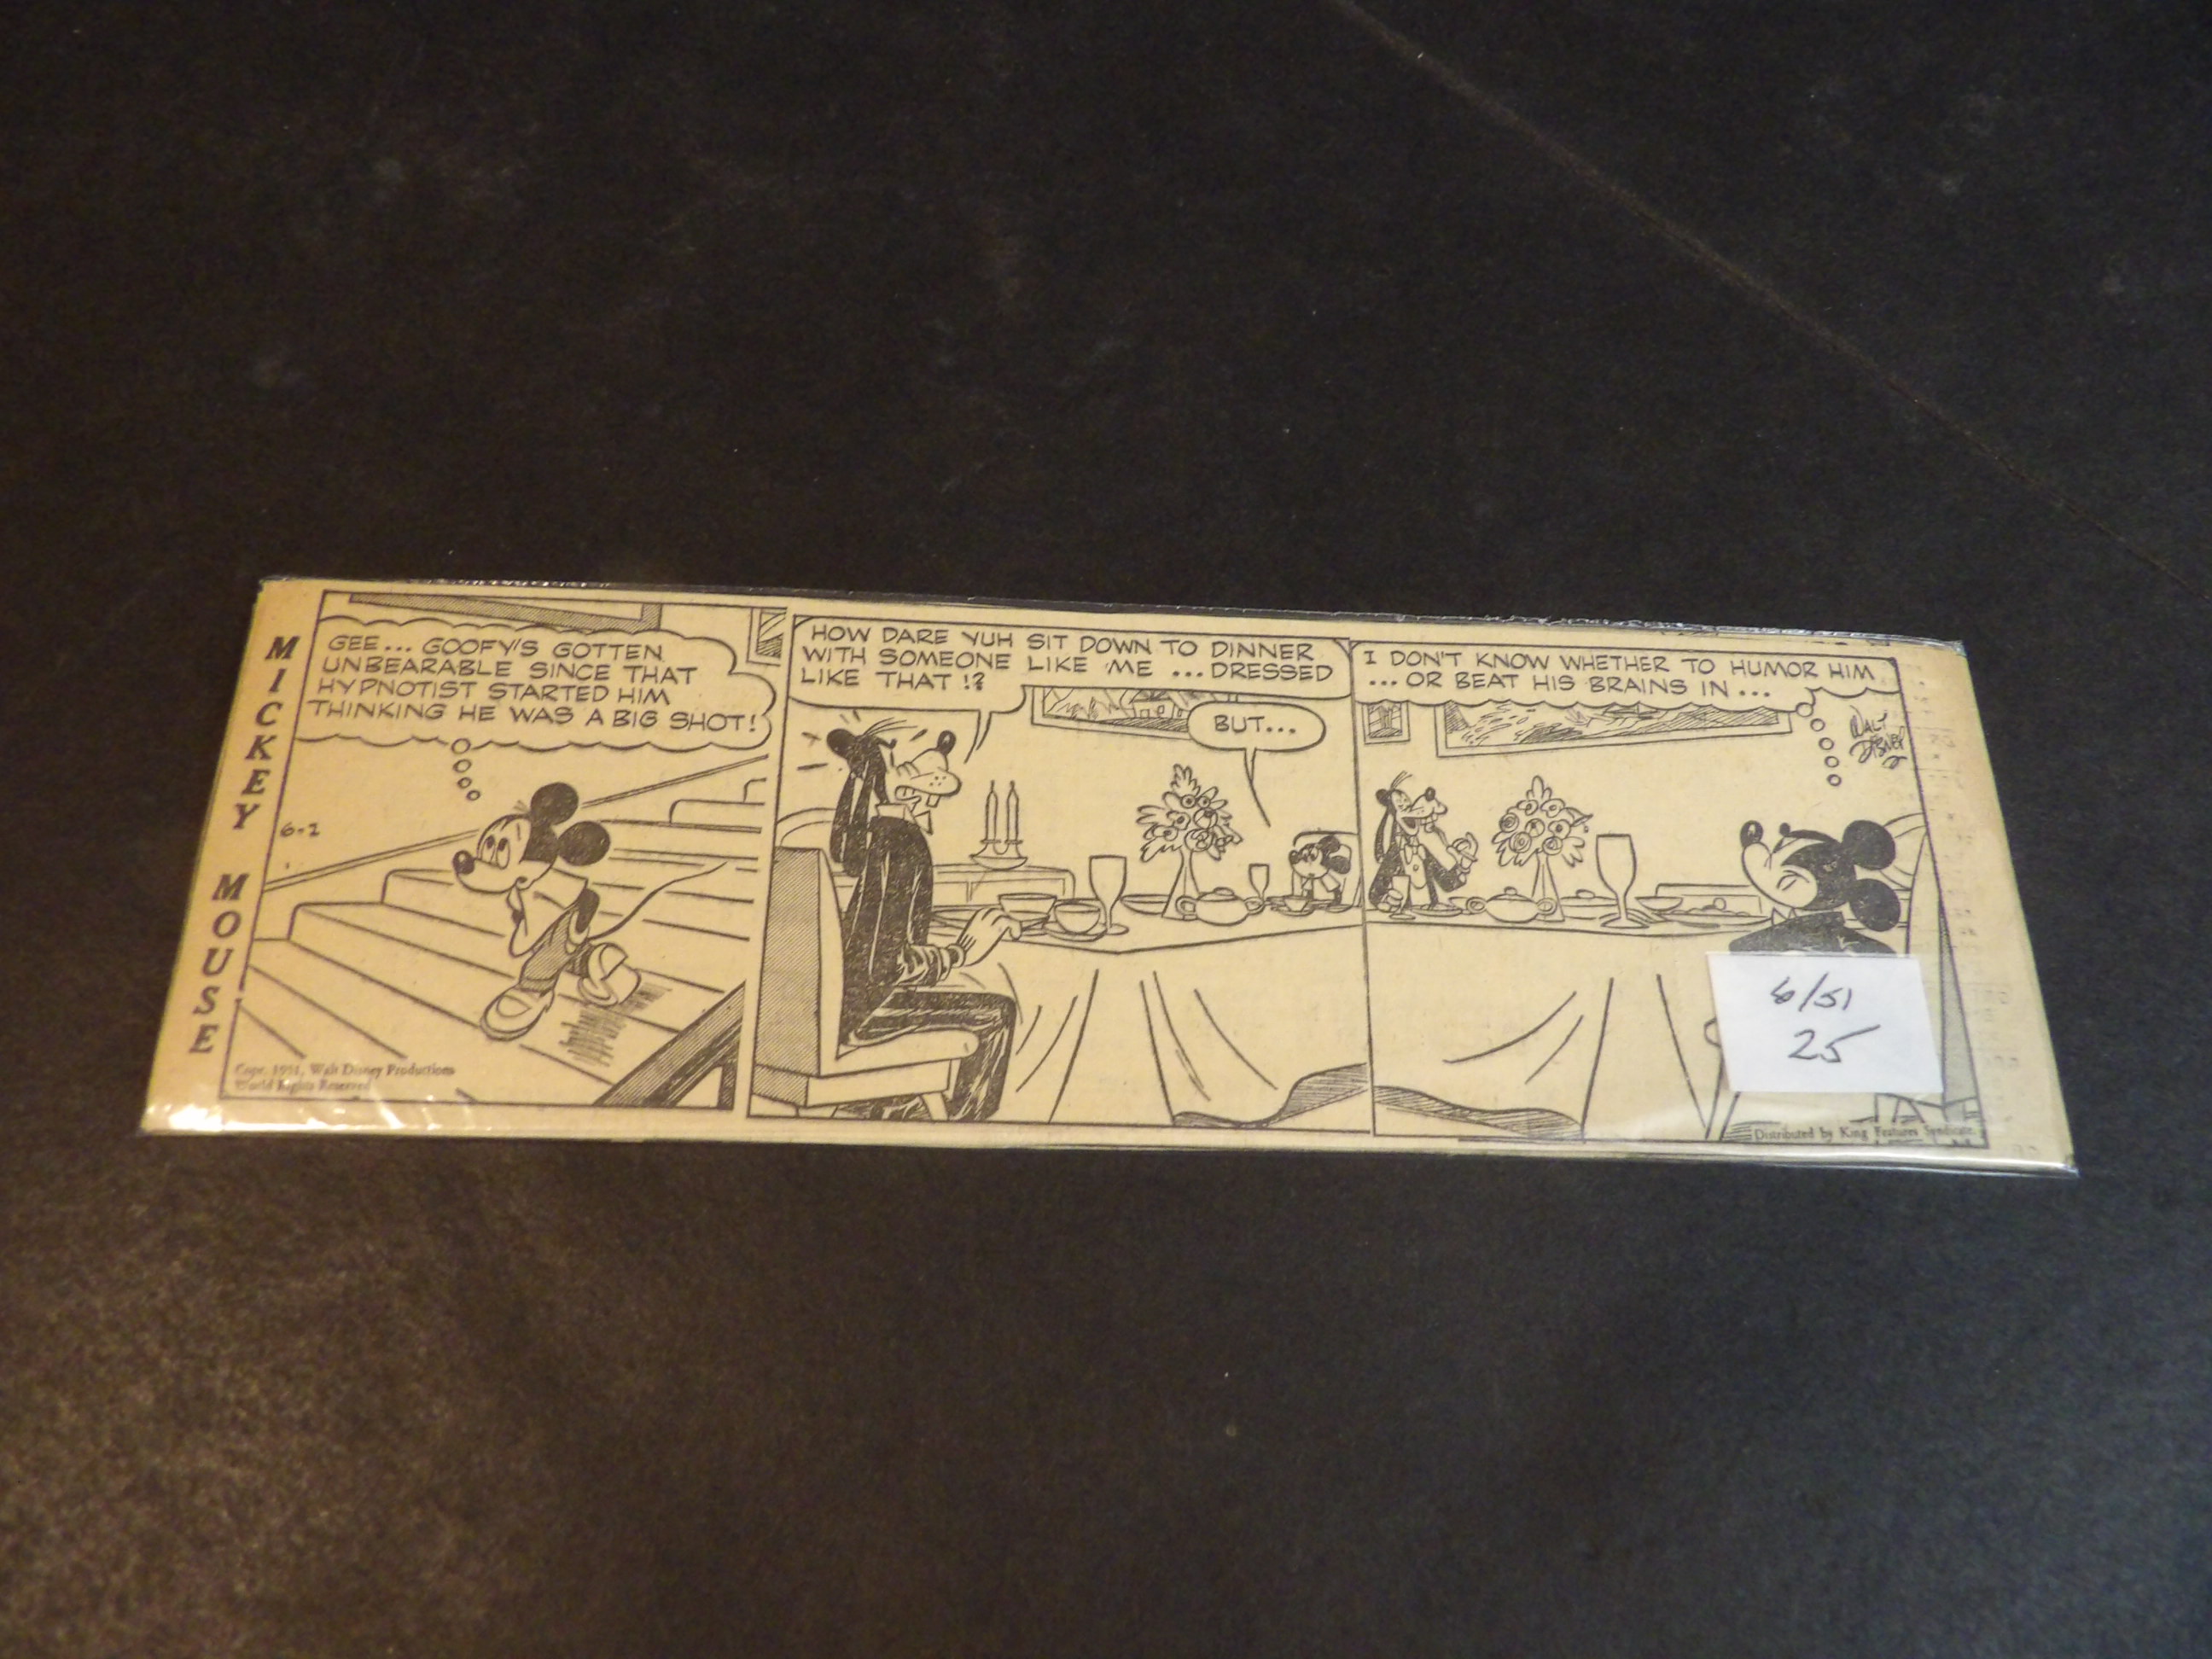 MICKEY MOUSE
GEE... GOOFY'S GOTTEN
UNBEARABLE SINCE THAT
HYPNOTIST STARTED HIM
THINKING HE WAS A BIG SHOT!
6-2
Copr. 1951, Walt Disney Productions
World Rights Reserved
HOW DARE YUH SIT DOWN TO DINNER
WITH SOMEONE LIKE ME ... DRESSED
LIKE THAT !?
BUT...
I DON'T KNOW WHETHER TO HUMOR HIM
... OR BEAT HIS BRAINS IN ...
WALT
DISNEY
6/51
25
Distributed by King Features Syndicate